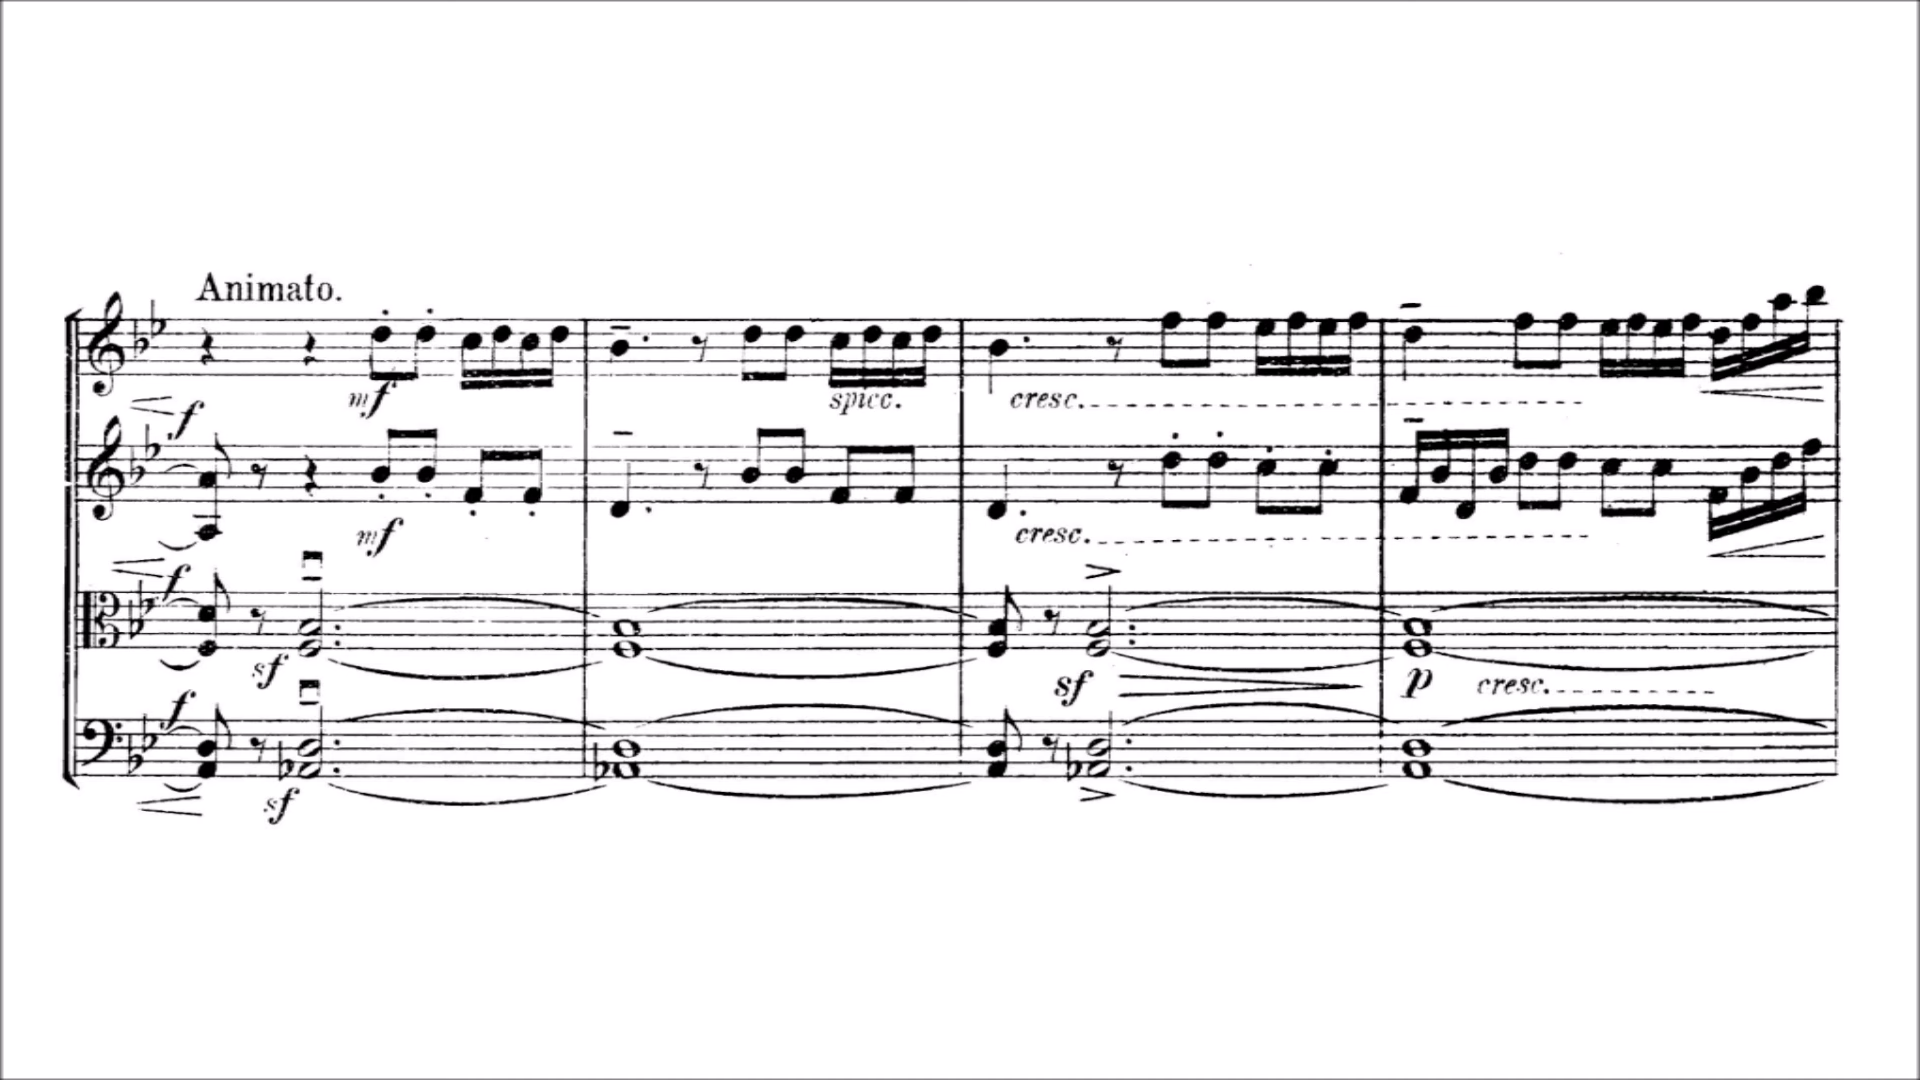 Animato.
f mf spicc. cresc.
f mf cresc.
f sf sf p cresc.
sf